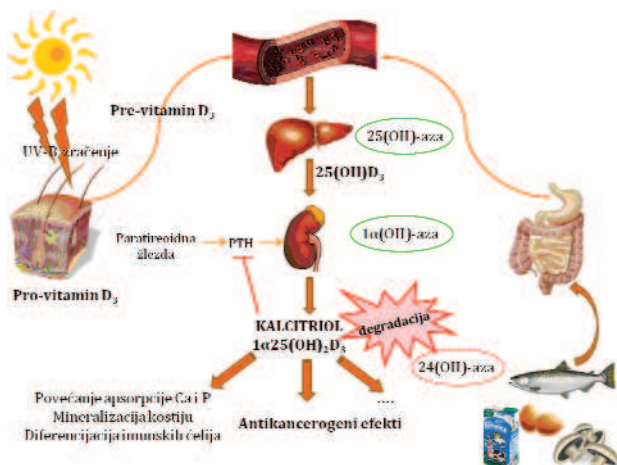 Pre-vitamin D₃
25(OH)-aza
UV-B zračenje
25(OH)D₃
Paratireoidna
žlezda
PTH
1α(OH)-aza
Pro-vitamin D₃
KALCITRIOL
1α25(OH)₂D₃
degradacija
24(OH)-aza
Povećanje apsorpcije Ca i P
Mineralizacija kostiju
Diferencijacija imunskih ćelija
Antikancerogeni efekti
....